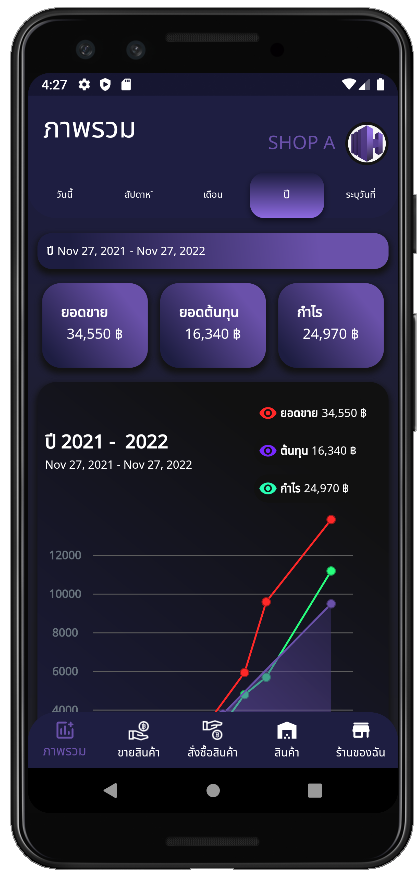 4:27
ภาพรวม
SHOP A
วันนี้ สัปดาห์ เดือน ปี ระบุวันที่
ปี Nov 27, 2021 - Nov 27, 2022
ยอดขาย ยอดต้นทุน กำไร
34,550 ฿ 16,340 ฿ 24,970 ฿
ยอดขาย 34,550 ฿
ปี 2021 - 2022
ต้นทุน 16,340 ฿
Nov 27, 2021 - Nov 27, 2022
กำไร 24,970 ฿
12000
10000
8000
6000
4000
ภาพรวม ขายสินค้า สั่งซื้อสินค้า สินค้า ร้านของฉัน